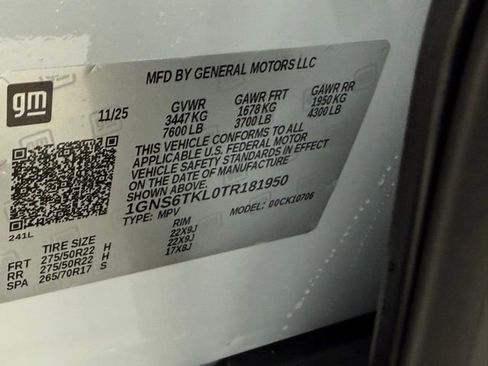 MFD BY GENERAL MOTORS LLC
gm
11/25 GVWR GAWR FRT GAWR RR
3447 KG 1678 KG 1950 KG
7600 LB 3700 LB 4300 LB
THIS VEHICLE CONFORMS TO ALL
APPLICABLE U.S. FEDERAL MOTOR
VEHICLE SAFETY STANDARDS IN EFFECT
ON THE DATE OF MANUFACTURE
SHOWN ABOVE.
1GNS6TKL0TR181950
TYPE: MPV MODEL: 00CK10706
241L
TIRE SIZE RIM
FRT 275/50R22 H 22X9J
RR 275/50R22 H 22X9J
SPA 265/70R17 S 17X8J